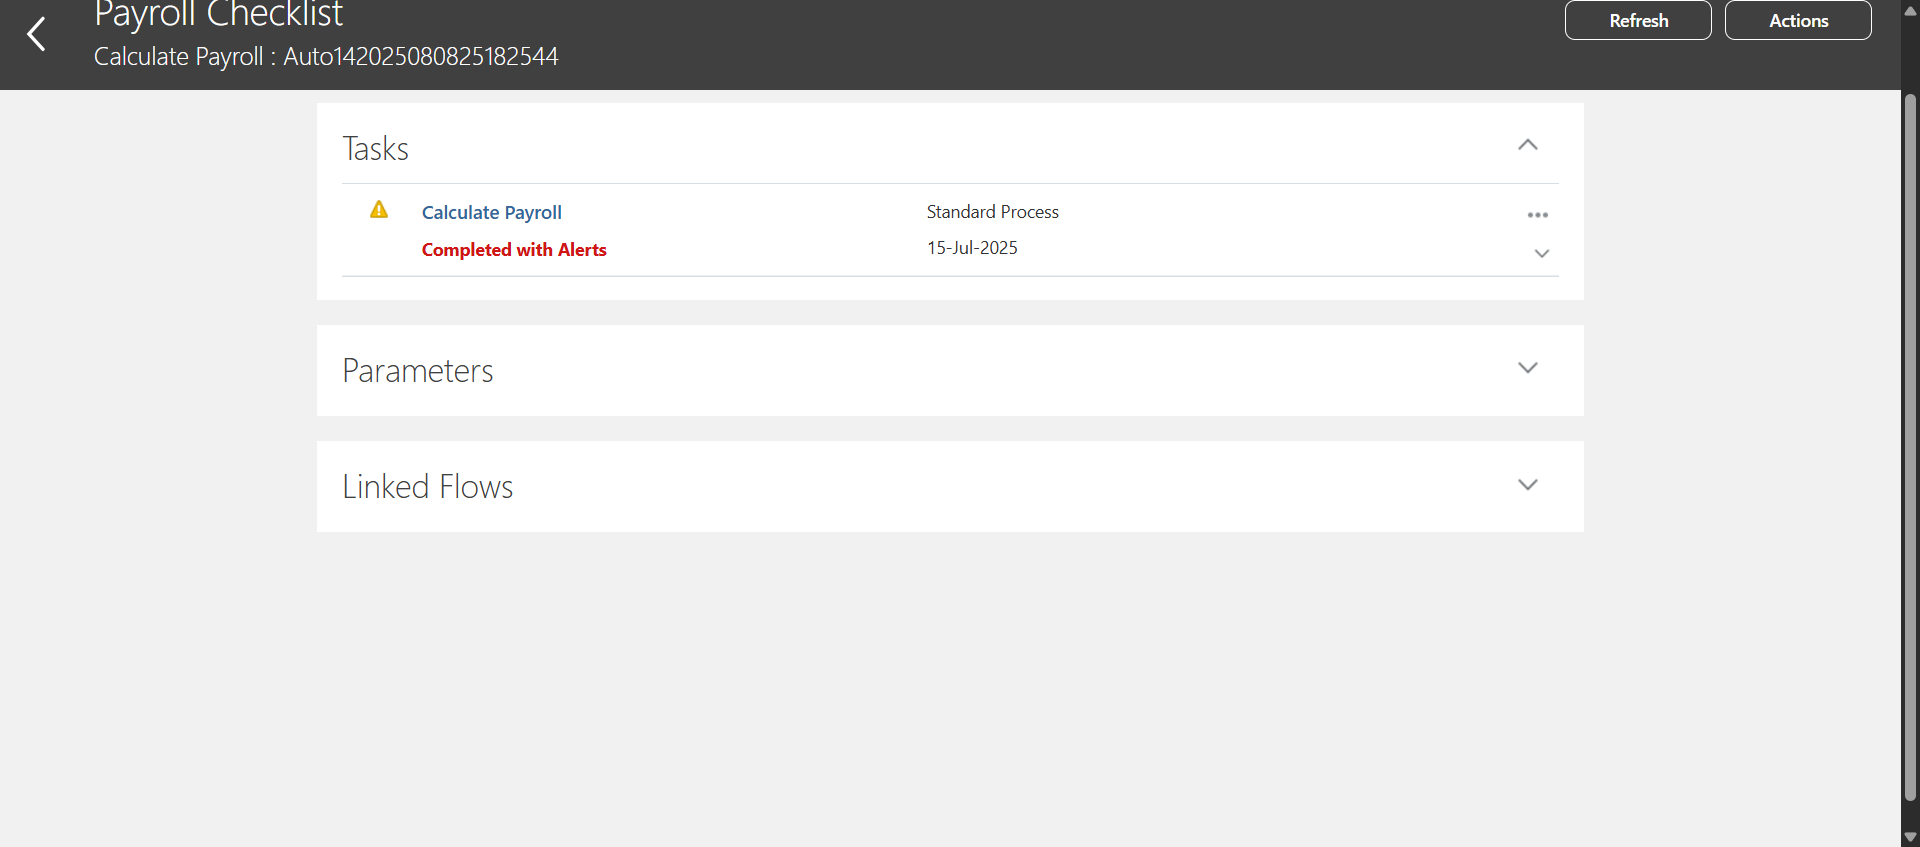 Payroll Checklist
Calculate Payroll : Auto142025080825182544
Refresh
Actions
Tasks
Calculate Payroll
Standard Process
Completed with Alerts
15-Jul-2025
Parameters
Linked Flows